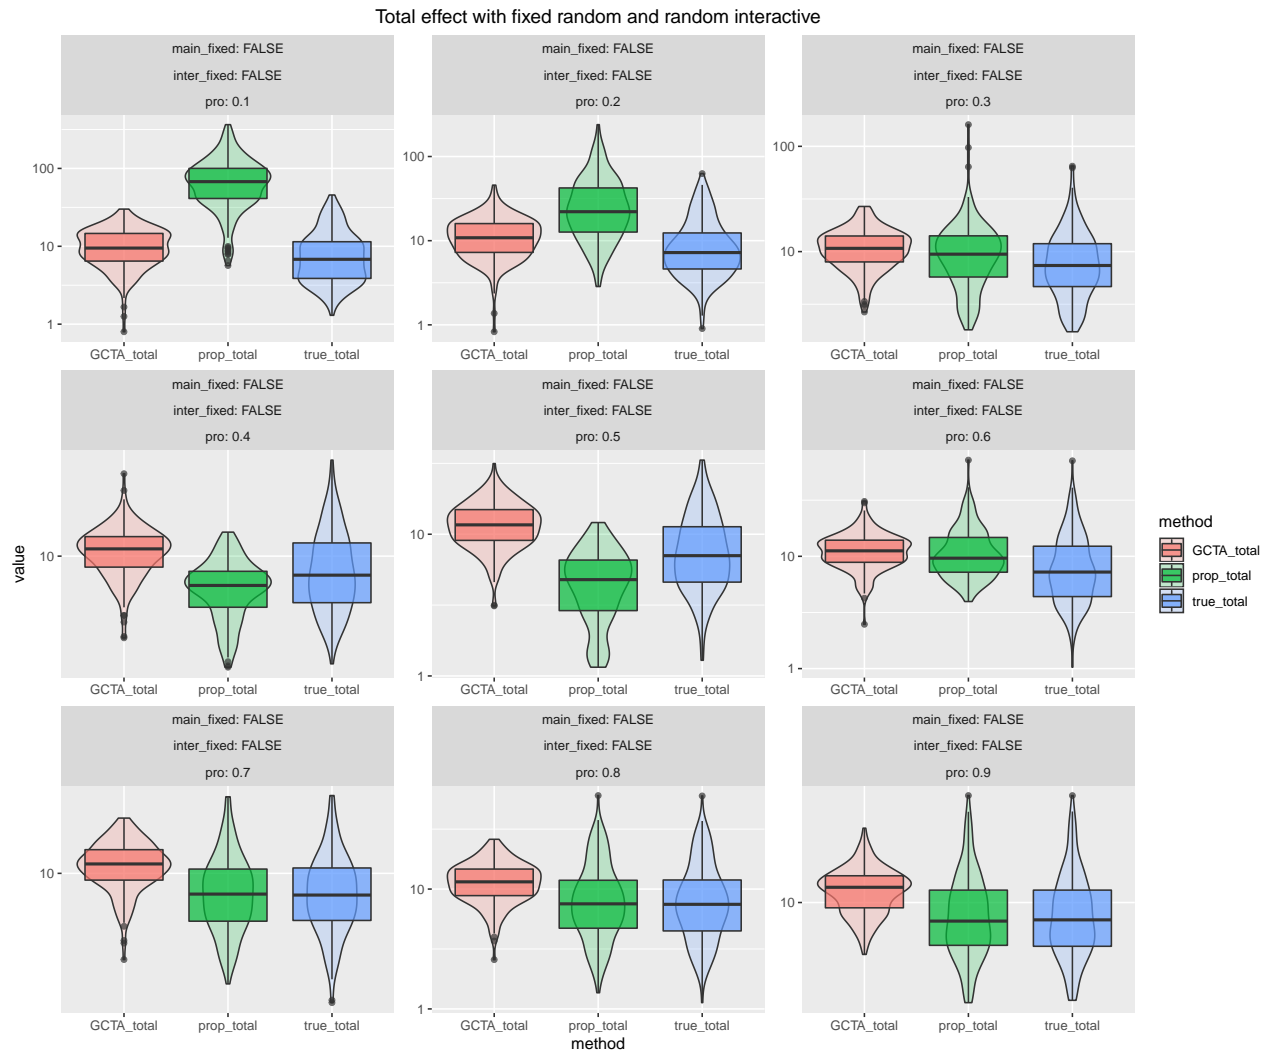 Total effect with fixed random and random interactive
main_fixed: FALSE
inter_fixed: FALSE
pro: 0.1
main_fixed: FALSE
inter_fixed: FALSE
pro: 0.2
main_fixed: FALSE
inter_fixed: FALSE
pro: 0.3
100
10
1
GCTA_total prop_total true_total
100
10
1
GCTA_total prop_total true_total
100
10
GCTA_total prop_total true_total
main_fixed: FALSE
inter_fixed: FALSE
pro: 0.4
main_fixed: FALSE
inter_fixed: FALSE
pro: 0.5
main_fixed: FALSE
inter_fixed: FALSE
pro: 0.6
10
GCTA_total prop_total true_total
10
1
GCTA_total prop_total true_total
10
1
GCTA_total prop_total true_total
main_fixed: FALSE
inter_fixed: FALSE
pro: 0.7
main_fixed: FALSE
inter_fixed: FALSE
pro: 0.8
main_fixed: FALSE
inter_fixed: FALSE
pro: 0.9
10
GCTA_total prop_total true_total
10
1
GCTA_total prop_total true_total
10
GCTA_total prop_total true_total
value
method
method
GCTA_total
prop_total
true_total